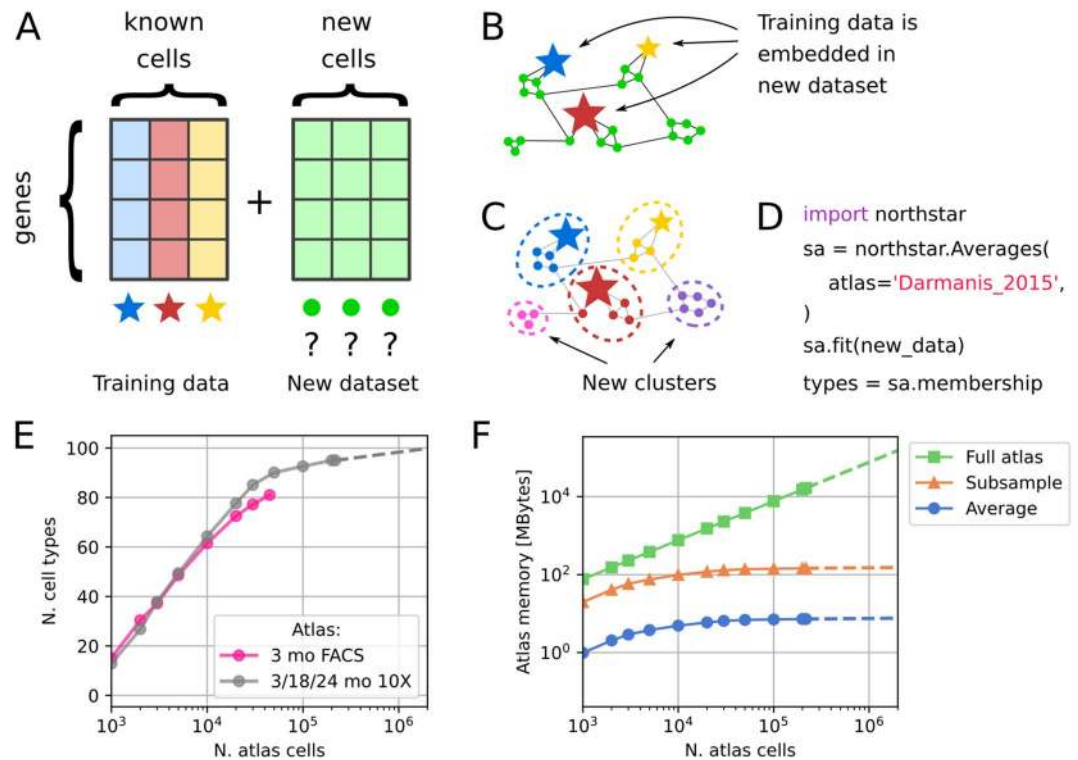 A
known
cells
new
cells
genes
+
? ? ?
Training data
New dataset
B
Training data is
embedded in
new dataset
C
New clusters
D
import northstar
sa = northstar.Averages(
atlas='Darmanis_2015',
)
sa.fit(new_data)
types = sa.membership
E
N. cell types
100
80
60
40
20
0
Atlas:
3 mo FACS
3/18/24 mo 10X
10³ 10⁴ 10⁵ 10⁶
N. atlas cells
F
Atlas memory [MBytes]
10⁴
10²
10⁰
10³ 10⁴ 10⁵ 10⁶
N. atlas cells
Full atlas
Subsample
Average